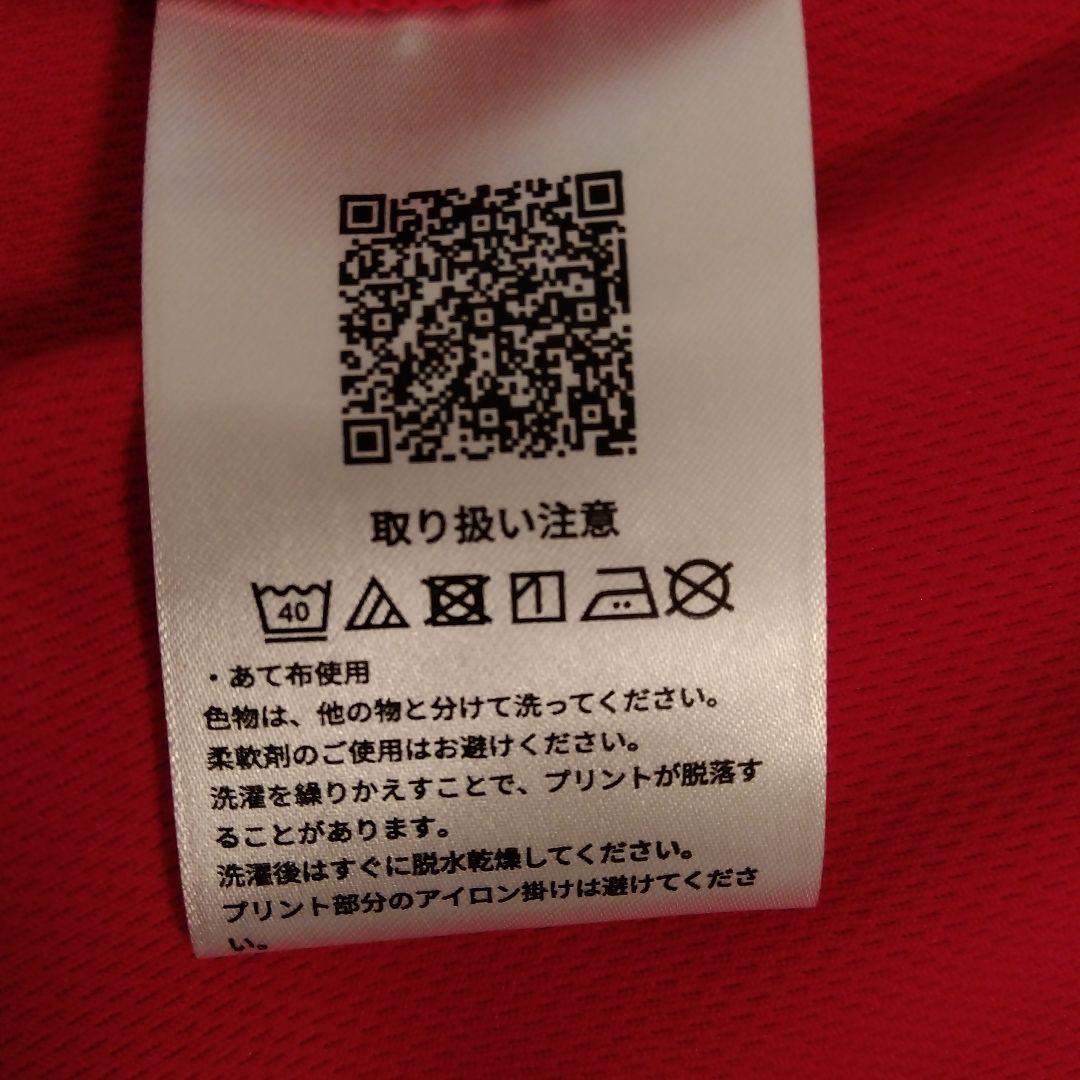 取り扱い注意
40
・あて布使用
色物は、他の物と分けて洗ってください。
柔軟剤のご使用はお避けください。
洗濯を繰りかえすことで、プリントが脱落す
ることがあります。
洗濯後はすぐに脱水乾燥してください。
プリント部分のアイロン掛けは避けてくださ
い。